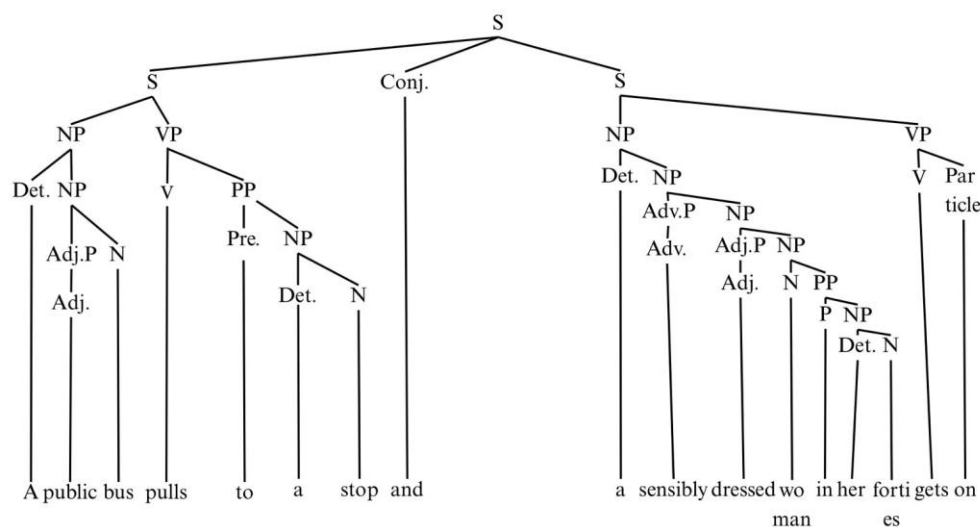 S
S Conj. S
NP VP NP VP
Det. NP V PP Det. NP V Par
ticle
Adj.P N Pre. NP Adv.P NP
Adj. Det. N Adv. Adj.P NP
Adj. N PP
P NP
Det. N
A public bus pulls to a stop and a sensibly dressed wo in her forti gets on
man es